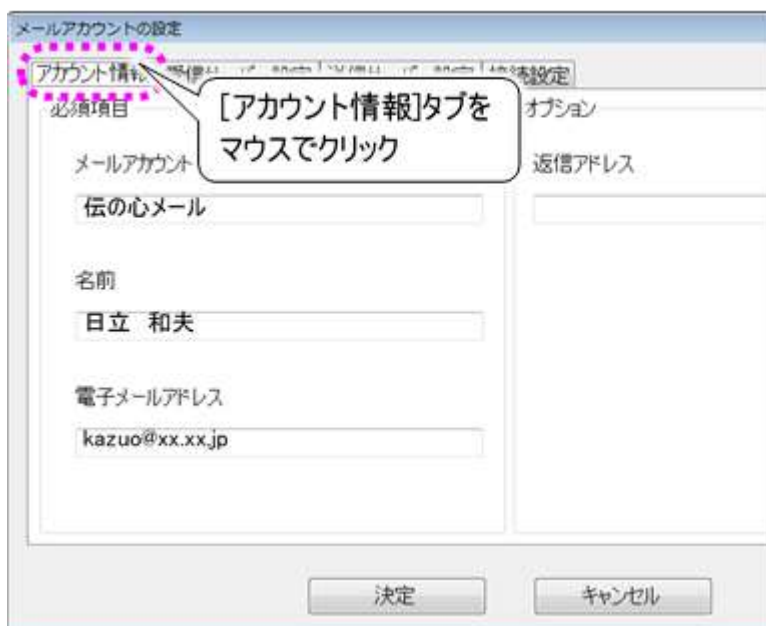 メールアカウントの設定
アカウント情報
接続設定
[アカウント情報]タブを
マウスでクリック
必須項目
オプション
メールアカウント
返信アドレス
伝の心メール
名前
日立 和夫
電子メールアドレス
kazuo@xx.xx.jp
決定
キャンセル